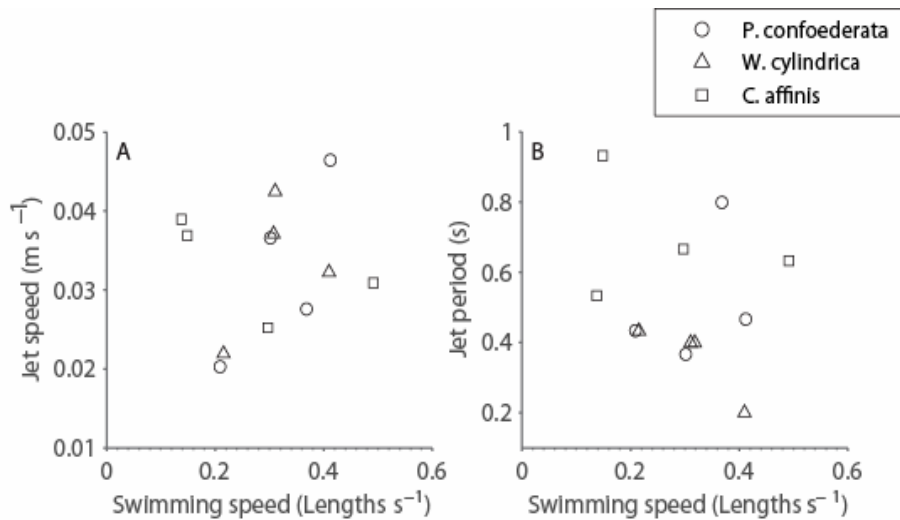 P. confoederata
W. cylindrica
C. affinis
A
0.05
0.04
0.03
0.02
0.01
Jet speed (m s⁻¹)
0
0.2
0.4
0.6
Swimming speed (Lengths s⁻¹)
B
1
0.8
0.6
0.4
0.2
Jet period (s)
0
0.2
0.4
0.6
Swimming speed (Lengths s⁻¹)